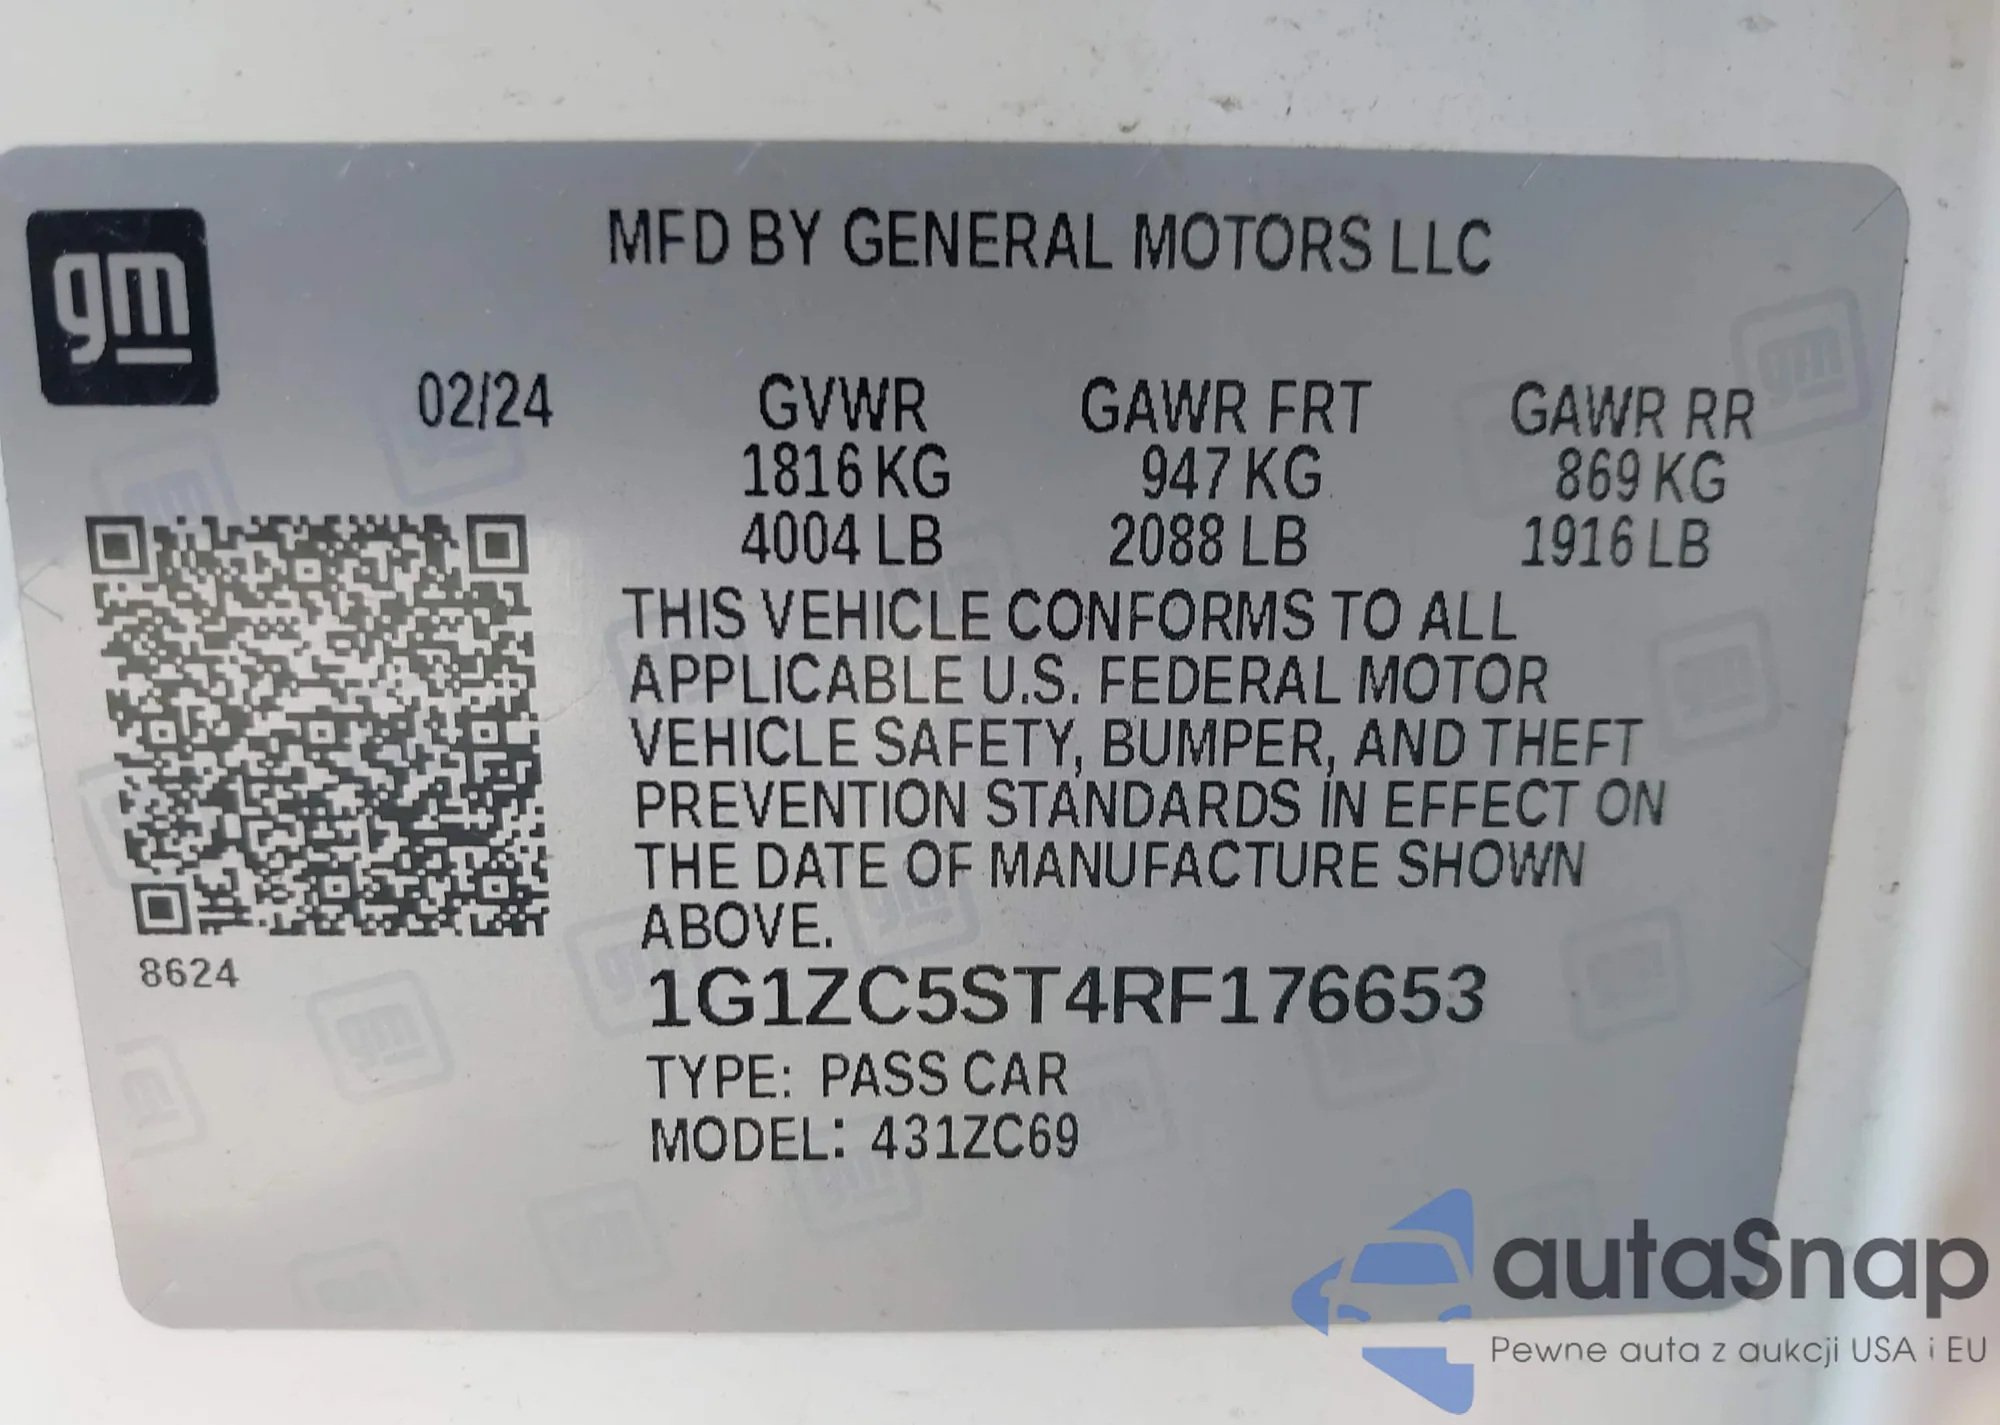 gm
MFD BY GENERAL MOTORS LLC
02/24 GVWR GAWR FRT GAWR RR
1816 KG 947 KG 869 KG
4004 LB 2088 LB 1916 LB
THIS VEHICLE CONFORMS TO ALL
APPLICABLE U.S. FEDERAL MOTOR
VEHICLE SAFETY, BUMPER, AND THEFT
PREVENTION STANDARDS IN EFFECT ON
THE DATE OF MANUFACTURE SHOWN
ABOVE.
8624
1G1ZC5ST4RF176653
TYPE: PASS CAR
MODEL: 431ZC69
autaSnap
Pewne auta z aukcji USA i EU